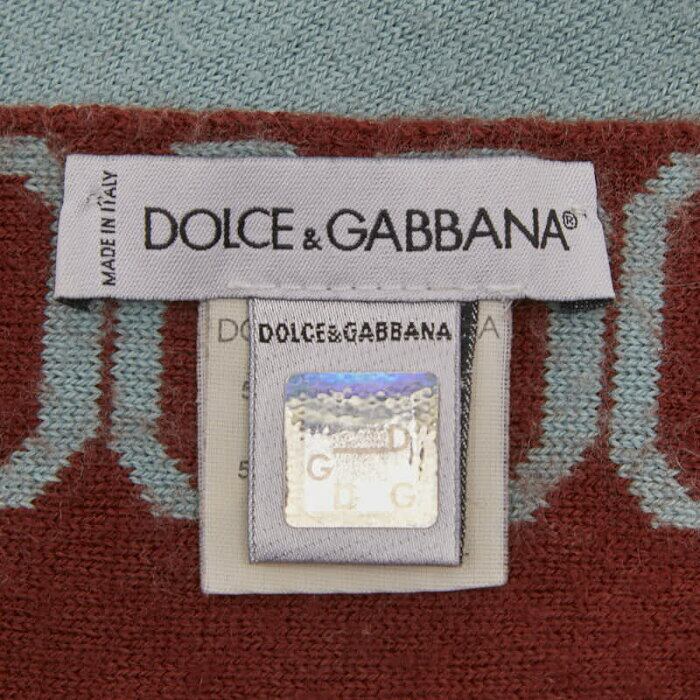 MADE IN ITALY
DOLCE & GABBANA®
DOLCE&GABBANA
D
G
D G